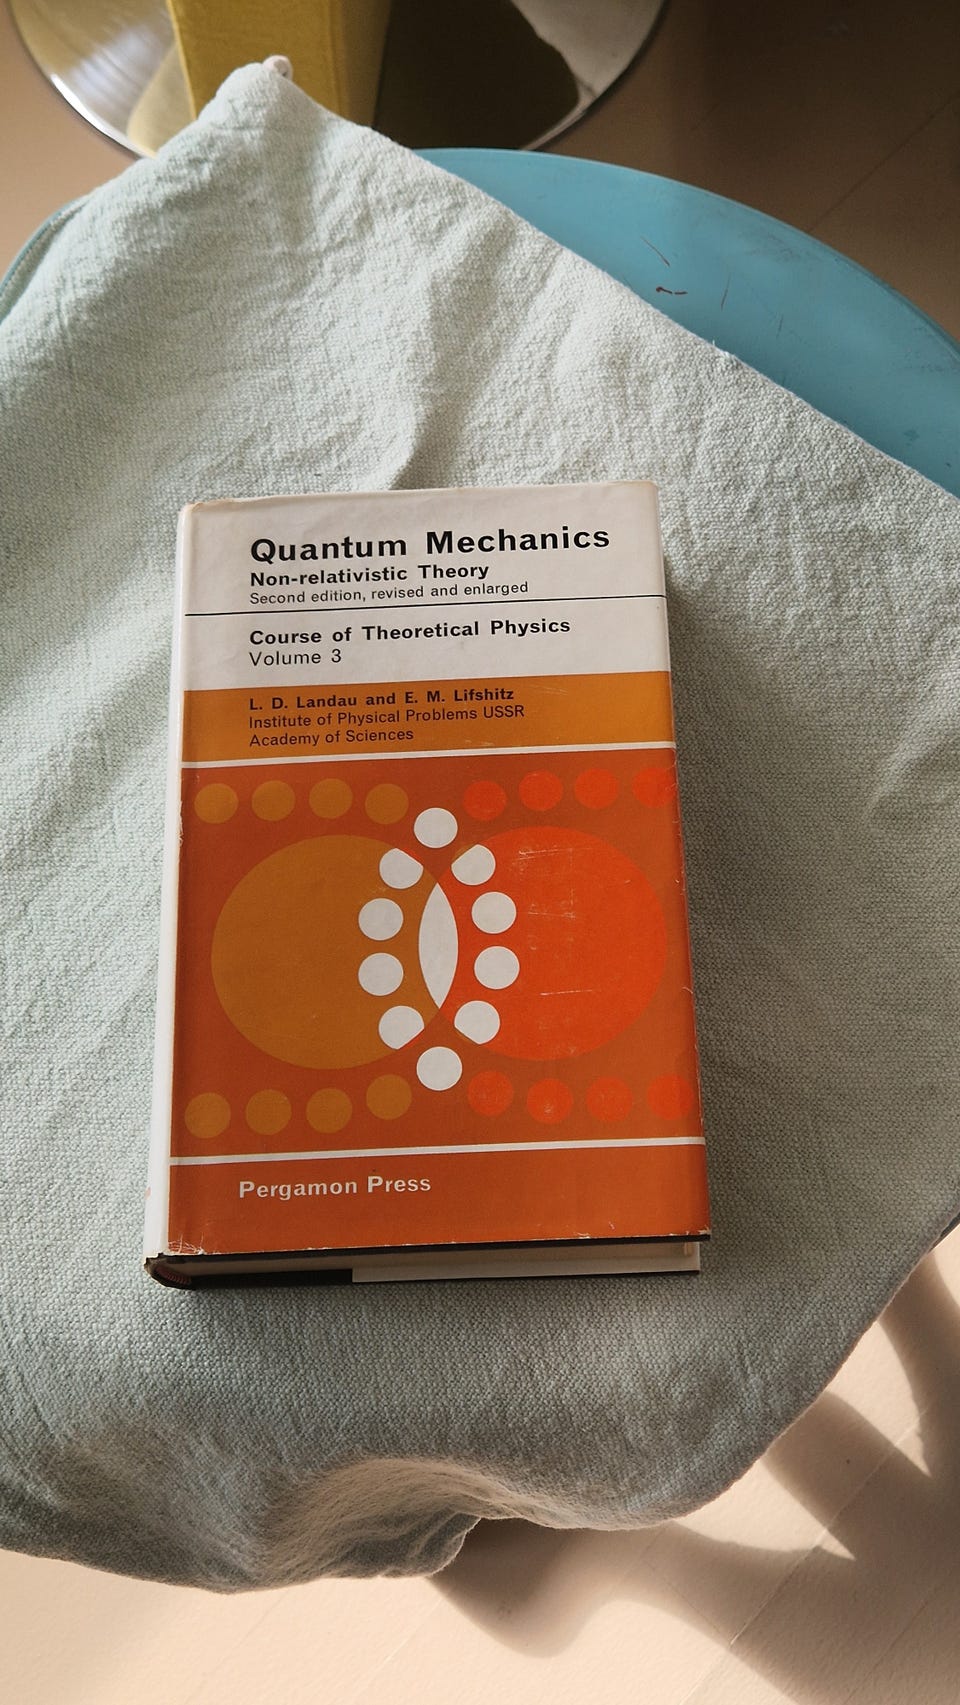 Quantum Mechanics
Non-relativistic Theory
Second edition, revised and enlarged
Course of Theoretical Physics
Volume 3
L. D. Landau and E. M. Lifshitz
Institute of Physical Problems USSR
Academy of Sciences
Pergamon Press